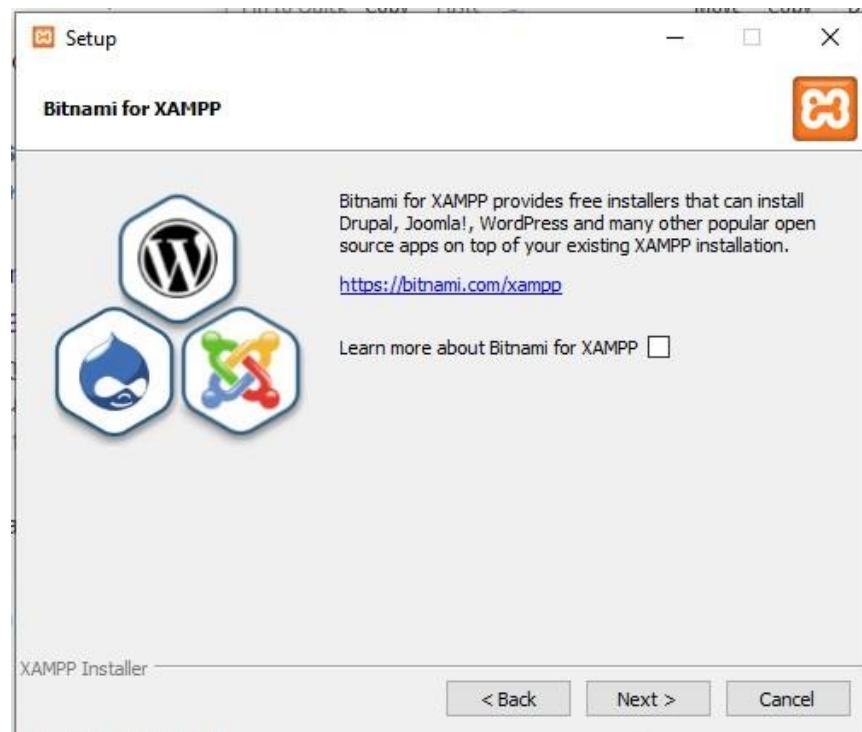 Setup
Bitnami for XAMPP
Bitnami for XAMPP provides free installers that can install
Drupal, Joomla!, WordPress and many other popular open
source apps on top of your existing XAMPP installation.
https://bitnami.com/xampp
Learn more about Bitnami for XAMPP
XAMPP Installer
< Back
Next >
Cancel